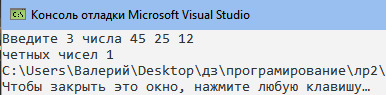 Консоль отладки Microsoft Visual Studio
Введите 3 числа 45 25 12
четных чисел 1
C:\Users\Валерий\Desktop\дз\програмирование\лр2\
Чтобы закрыть это окно, нажмите любую клавишу…